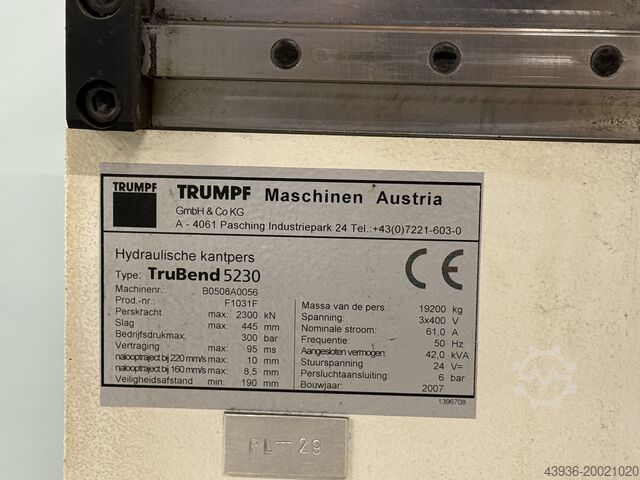 TRUMPF
TRUMPF Maschinen Austria
GmbH & Co KG
A - 4061 Pasching Industriepark 24 Tel.:+43(0)7221-603-0
Hydraulische kantpers
Type: TruBend 5230
CE
Machinenr.: B0508A0056
Prod.-nr.: F1031F
Perskracht max: 2300 kN
Slag max: 445 mm
Bedrijfsdrukmax: 300 bar
Vertraging max: 95 ms
nalooptraject bij 220 mm/s max: 10 mm
nalooptraject bij 160 mm/s max: 8,5 mm
Veiligheidsafstand min: 190 mm
Massa van de pers.: 19200 kg
Spanning: 3x400 V
Nominale stroom: 61,0 A
Frequentie: 50 Hz
Aangesloten vermogen: 42,0 kVA
Stuurspanning 24 V=
Persluchtaansluiting: 6 bar
Bouwjaar 2007
1396708
PL-29
43936-20021020